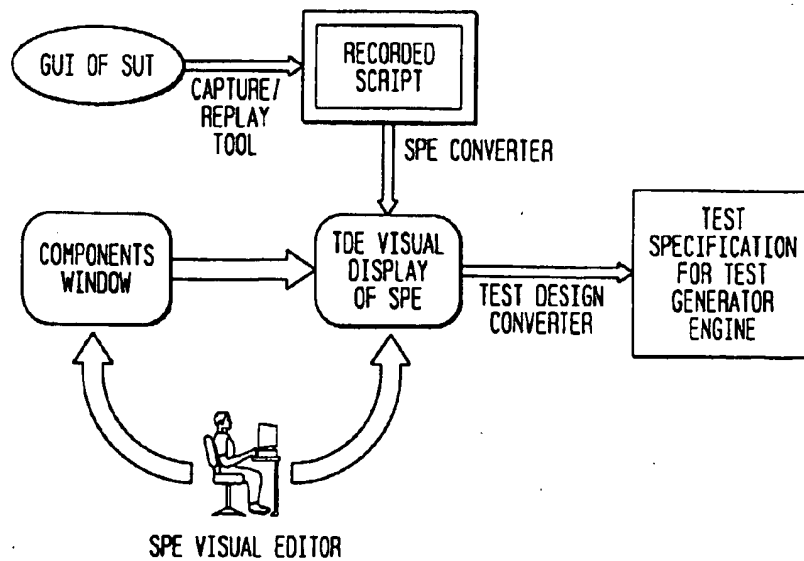 GUI OF SUT
CAPTURE/
REPLAY
TOOL
RECORDED
SCRIPT
SPE CONVERTER
COMPONENTS
WINDOW
TDE VISUAL
DISPLAY
OF SPE
TEST DESIGN
CONVERTER
TEST
SPECIFICATION
FOR TEST
GENERATOR
ENGINE
SPE VISUAL EDITOR